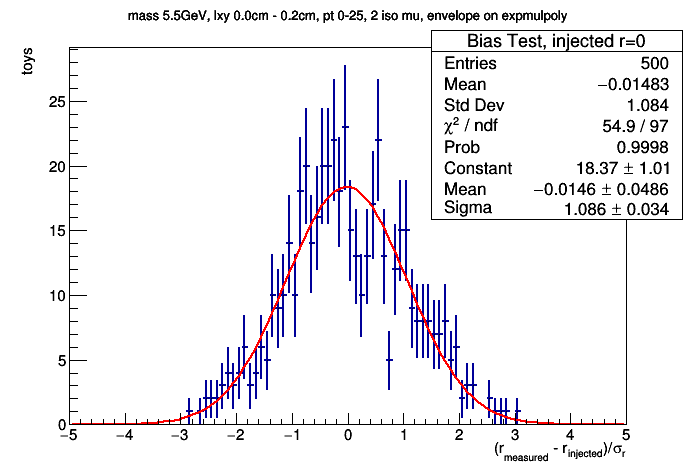 mass 5.5GeV, lxy 0.0cm - 0.2cm, pt 0-25, 2 iso mu, envelope on expmulpoly
toys
Bias Test, injected r=0
Entries 500
Mean −0.01483
Std Dev 1.084
χ² / ndf 54.9 / 97
Prob 0.9998
Constant 18.37 ± 1.01
Mean −0.0146 ± 0.0486
Sigma 1.086 ± 0.034
25
20
15
10
5
0
−5 −4 −3 −2 −1 0 1 2 3 4 5
(r_measured - r_injected)/σ_r